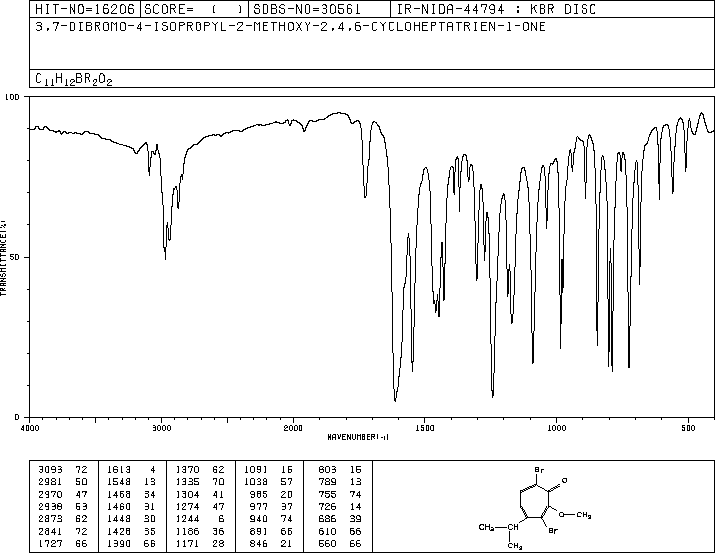 HIT-NO=16206 SCORE= ( ) SDBS-NO=30561 IR-NIDA-44794 : KBR DISC
3,7-DIBROMO-4-ISOPROPYL-2-METHOXY-2,4,6-CYCLOHEPTATRIEN-1-ONE
C11H12BR2O2
100
50
0
TRANSMITTANCE(%)
4000 3000 2000 1500 1000 500
WAVENUMBER(-1)
3093 72 1613 4 1370 62 1091 16 803 16
2981 50 1548 13 1335 70 1038 57 789 13
2970 47 1468 34 1304 41 985 20 755 74
2938 53 1460 31 1274 47 977 37 726 14
2873 62 1448 30 1244 6 940 74 686 39
2841 72 1428 35 1186 36 891 66 610 66
1727 66 1390 66 1171 28 846 21 560 66
Br
O
O CH3
Br
CH3 CH
CH3